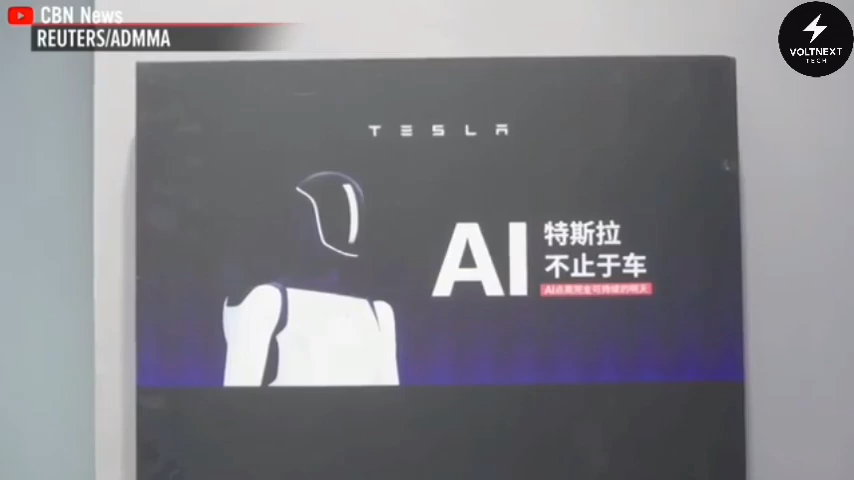 CBN News
REUTERS/ADMMA
VOLTNEXT
TECH
TESLA
AI
特斯拉
不止于车